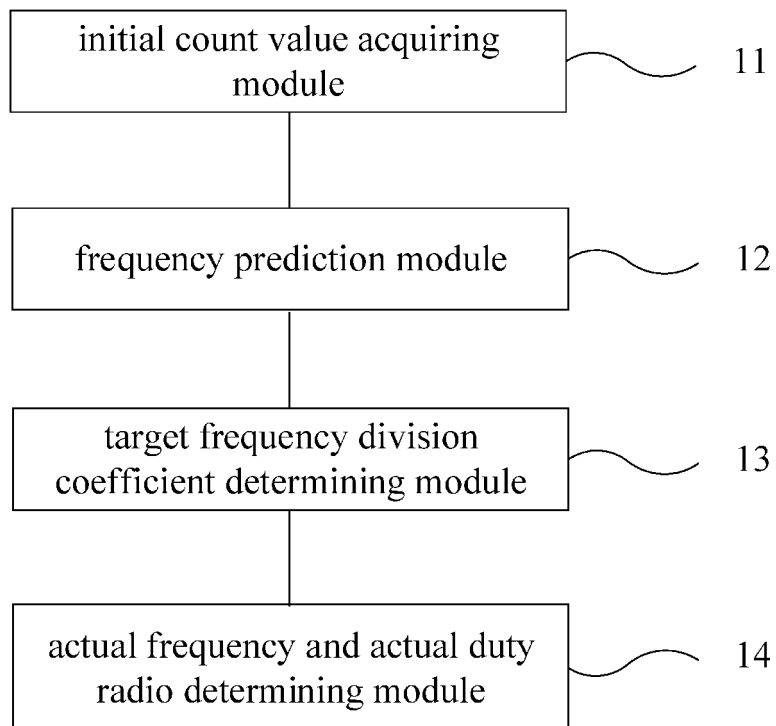 initial count value acquiring
module
11
frequency prediction module
12
target frequency division
coefficient determining module
13
actual frequency and actual duty
radio determining module
14